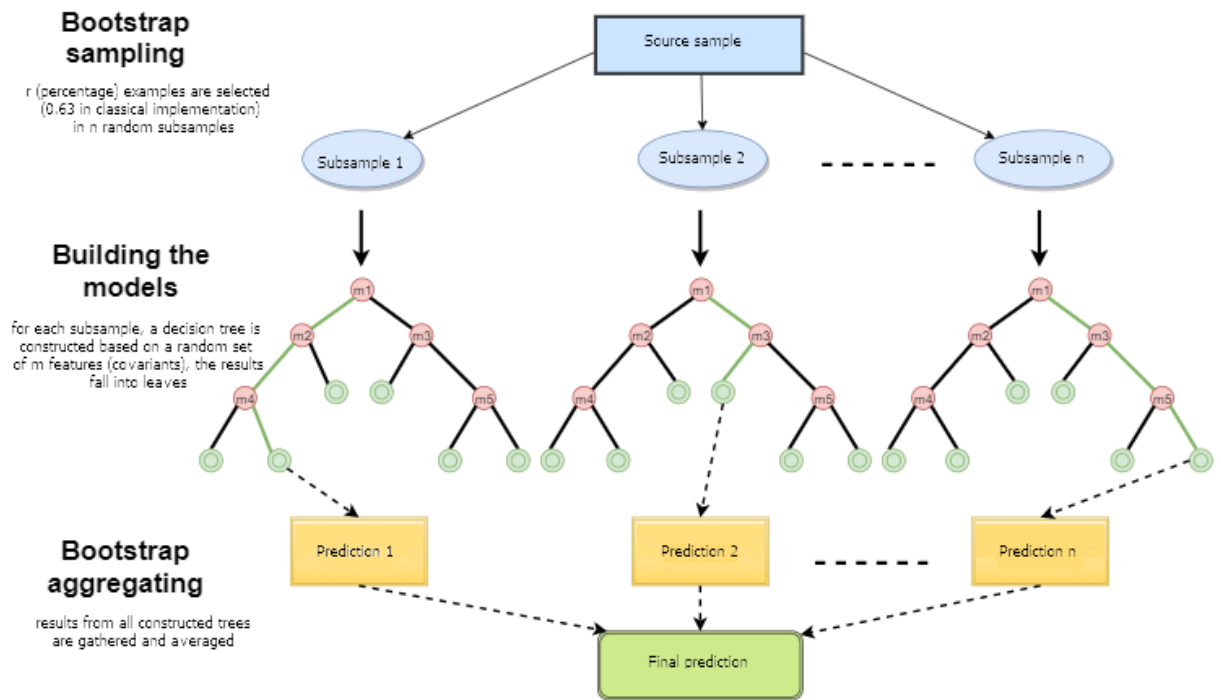 Bootstrap
sampling
r (percentage) examples are selected
(0.63 in classical implementation)
in n random subsamples
Source sample
Subsample 1
Subsample 2
Subsample n
Building the
models
for each subsample, a decision tree is
constructed based on a random set
of m features (covariants), the results
fall into leaves
m1
m2
m3
m4
m5
m1
m2
m3
m4
m5
m1
m2
m3
m4
m5
Bootstrap
aggregating
results from all constructed trees
are gathered and averaged
Prediction 1
Prediction 2
Prediction n
Final prediction